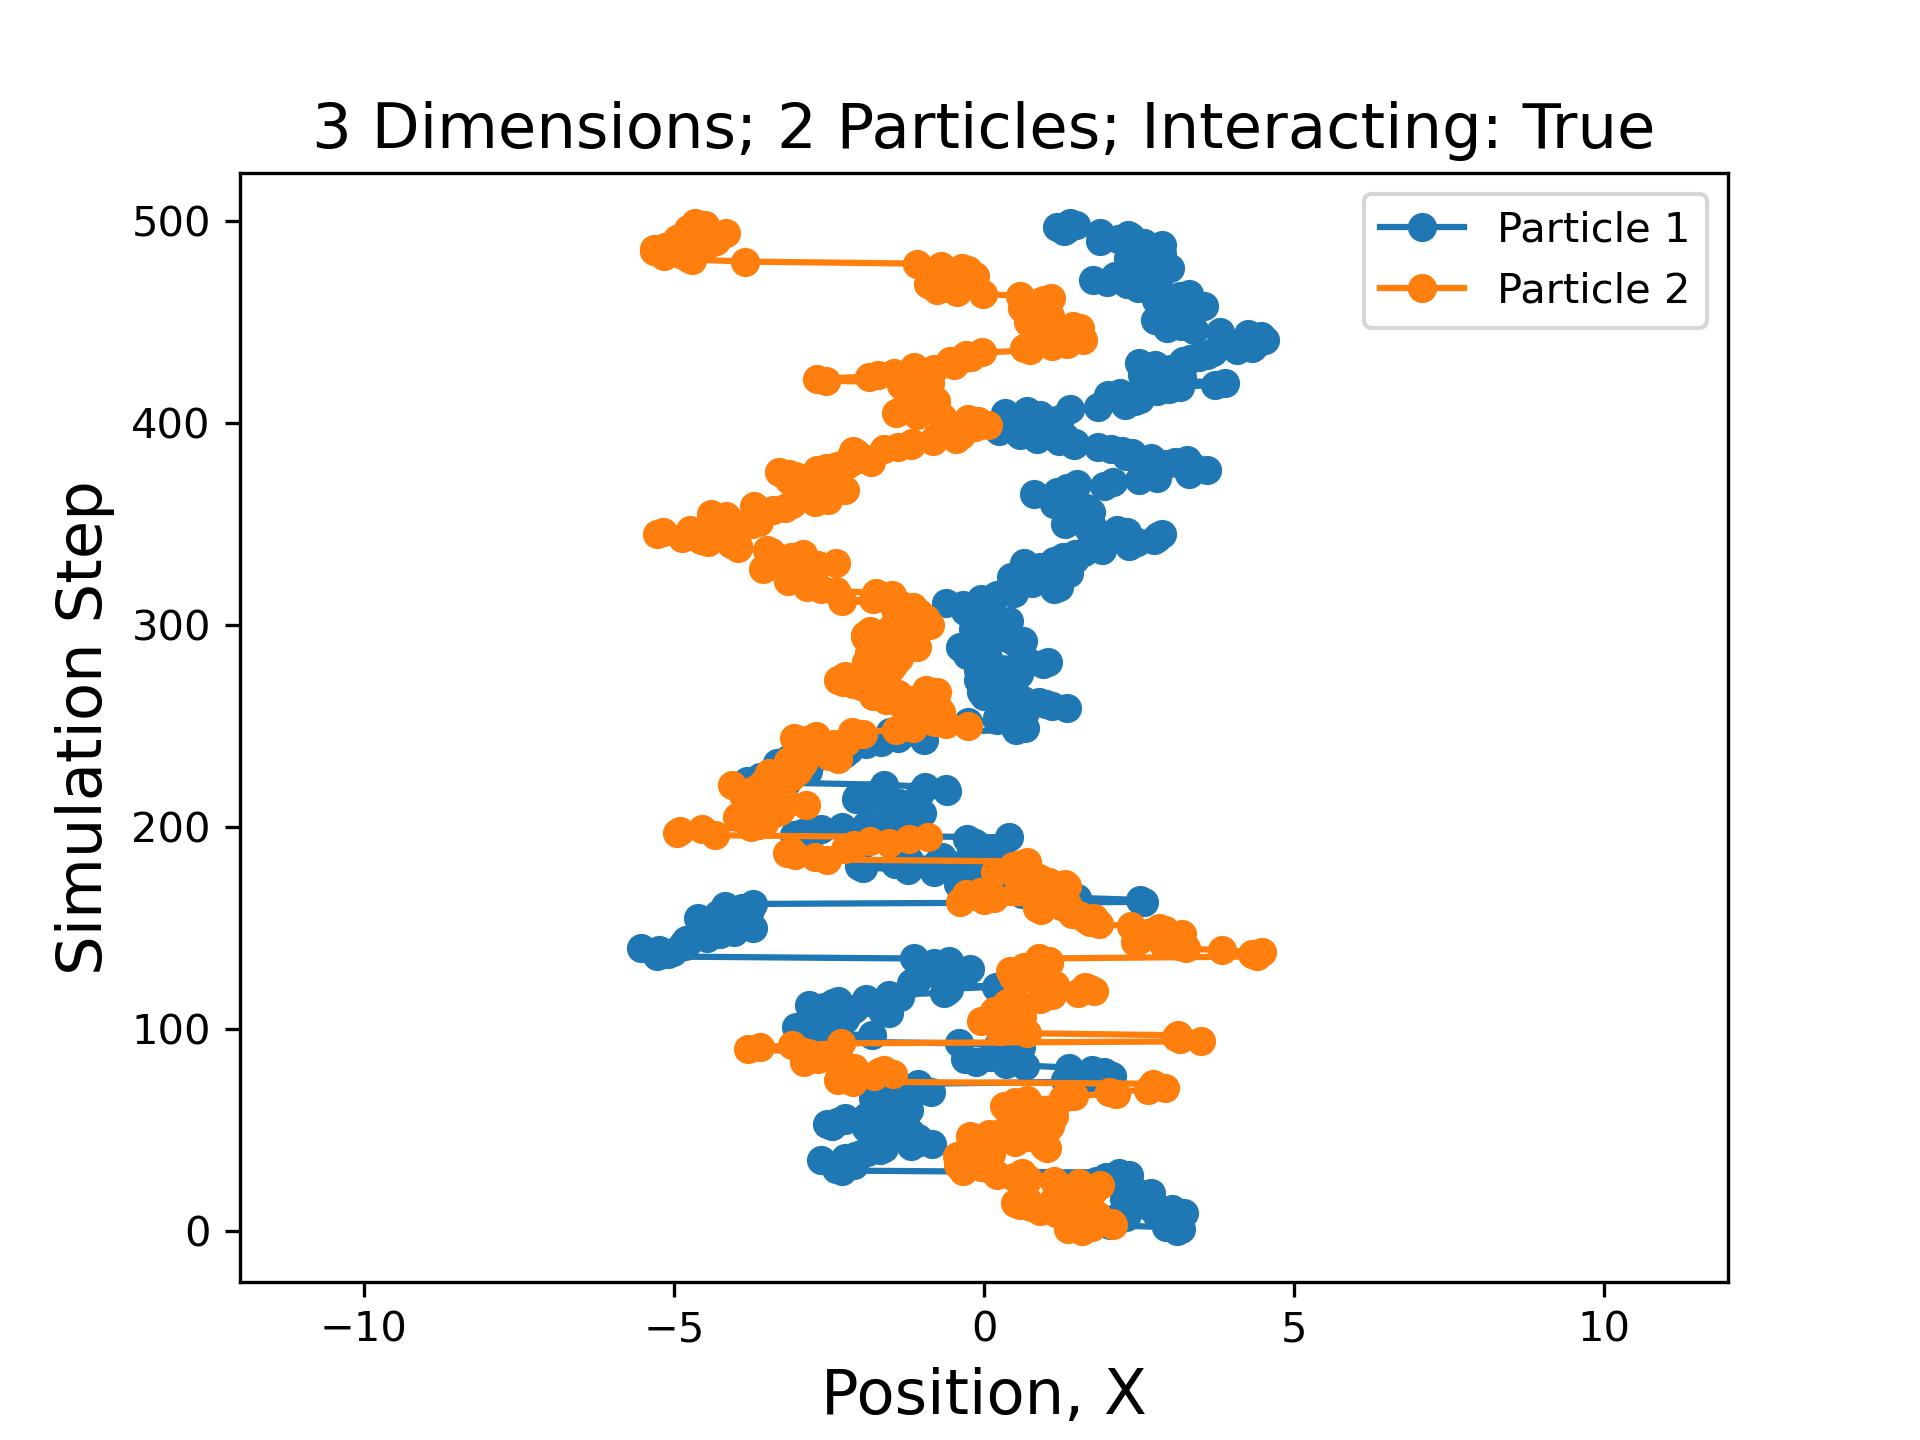 3 Dimensions; 2 Particles; Interacting: True
Particle 1
Particle 2
500
400
300
200
100
0
Simulation Step
−10
−5
0
5
10
Position, X